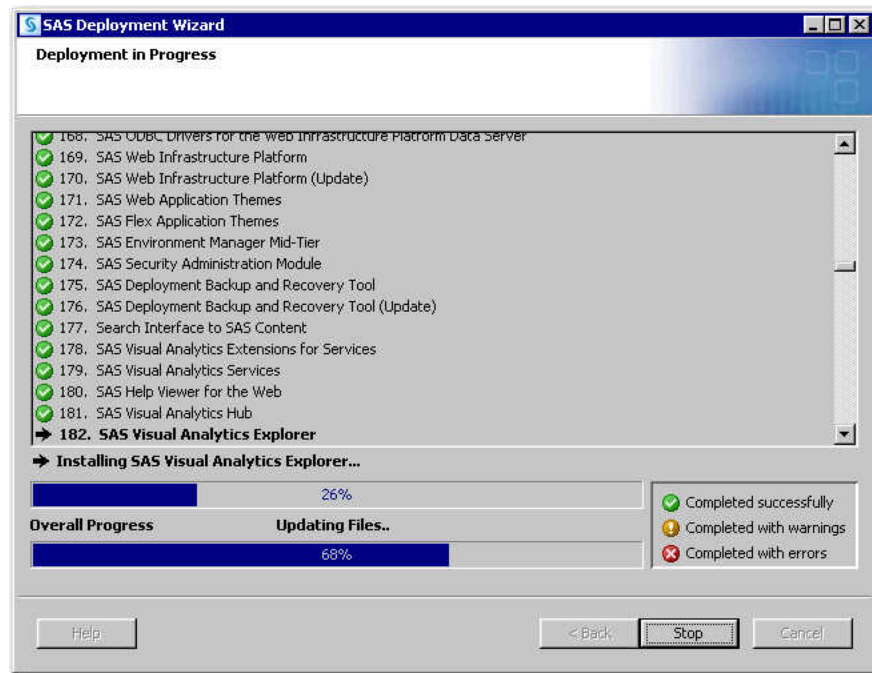 SAS Deployment Wizard
Deployment in Progress
168. SAS ODBC Drivers for the Web Infrastructure Platform Data Server
169. SAS Web Infrastructure Platform
170. SAS Web Infrastructure Platform (Update)
171. SAS Web Application Themes
172. SAS Flex Application Themes
173. SAS Environment Manager Mid-Tier
174. SAS Security Administration Module
175. SAS Deployment Backup and Recovery Tool
176. SAS Deployment Backup and Recovery Tool (Update)
177. Search Interface to SAS Content
178. SAS Visual Analytics Extensions for Services
179. SAS Visual Analytics Services
180. SAS Help Viewer for the Web
181. SAS Visual Analytics Hub
182. SAS Visual Analytics Explorer
Installing SAS Visual Analytics Explorer...
26%
Overall Progress Updating Files..
68%
Completed successfully
Completed with warnings
Completed with errors
Help < Back Stop Cancel